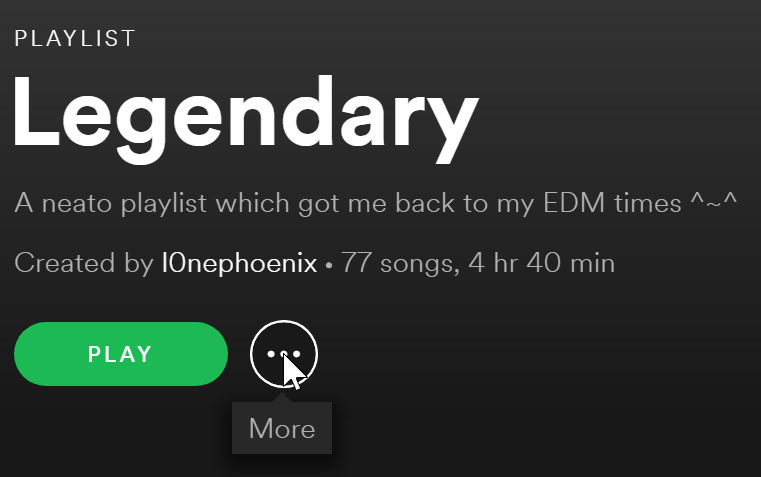 PLAYLIST
Legendary
A neato playlist which got me back to my EDM times ^~^
Created by l0nephoenix • 77 songs, 4 hr 40 min
PLAY
More